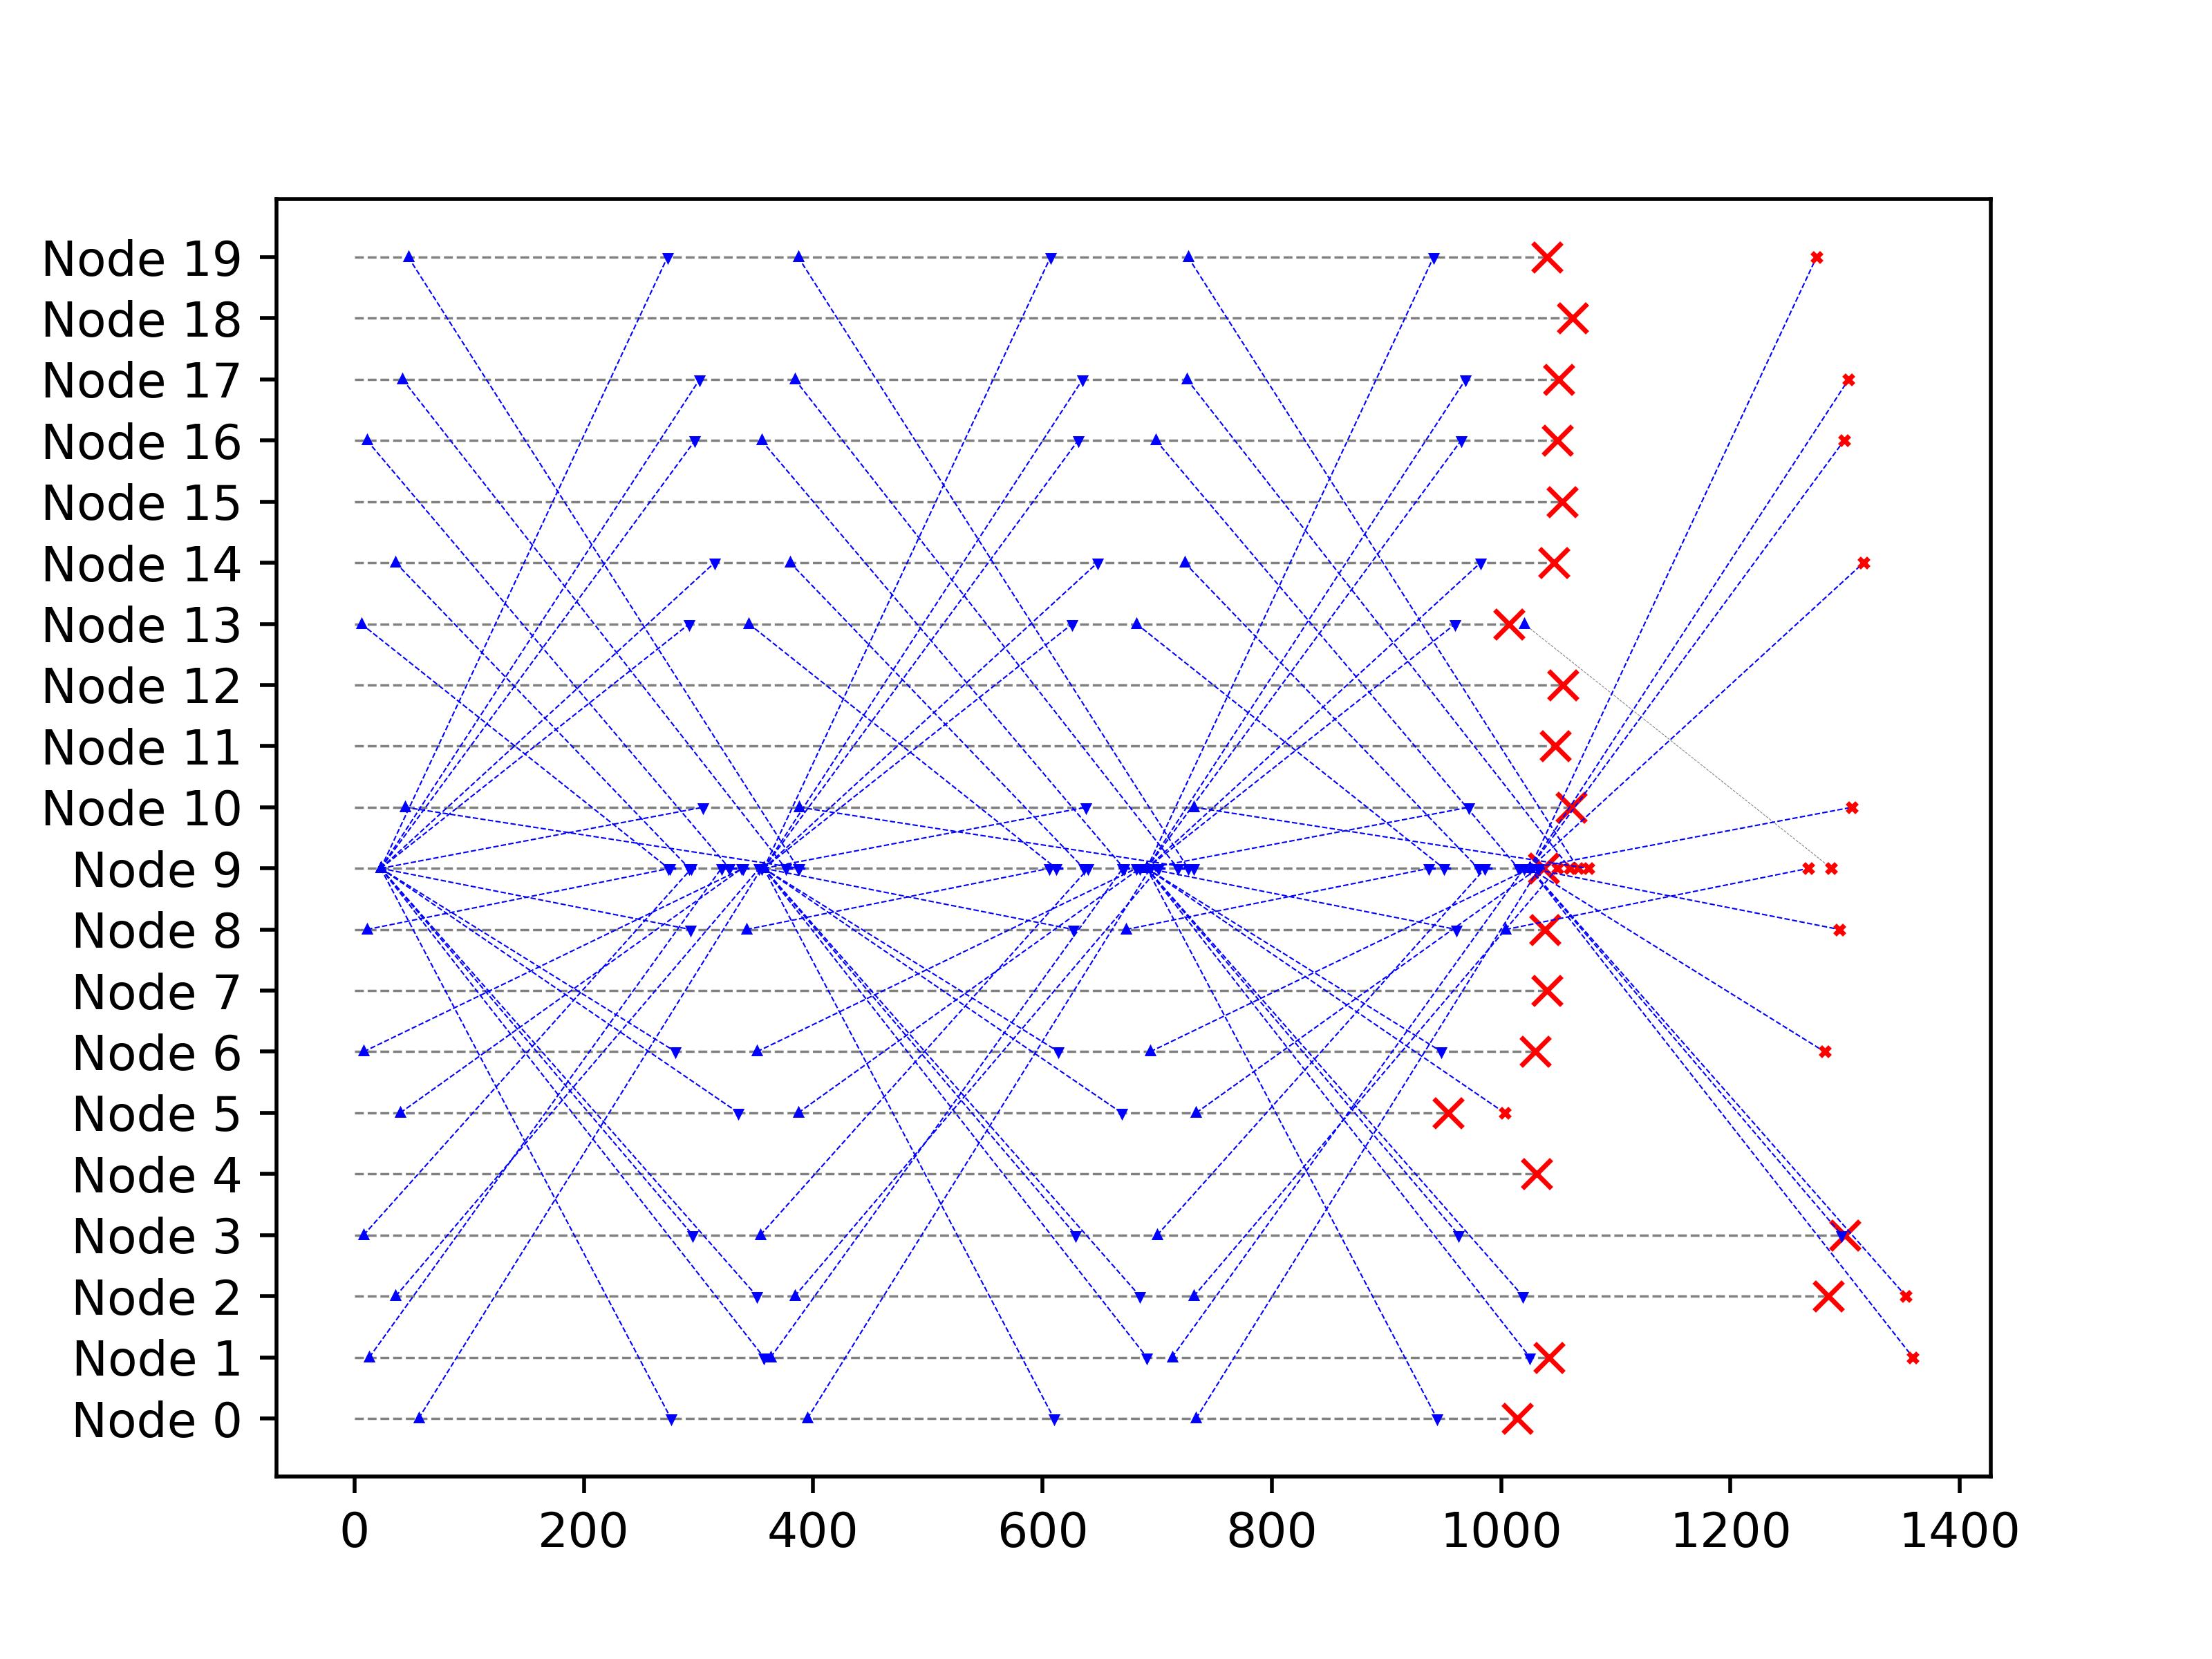 Node 19
Node 18
Node 17
Node 16
Node 15
Node 14
Node 13
Node 12
Node 11
Node 10
Node 9
Node 8
Node 7
Node 6
Node 5
Node 4
Node 3
Node 2
Node 1
Node 0
0 200 400 600 800 1000 1200 1400